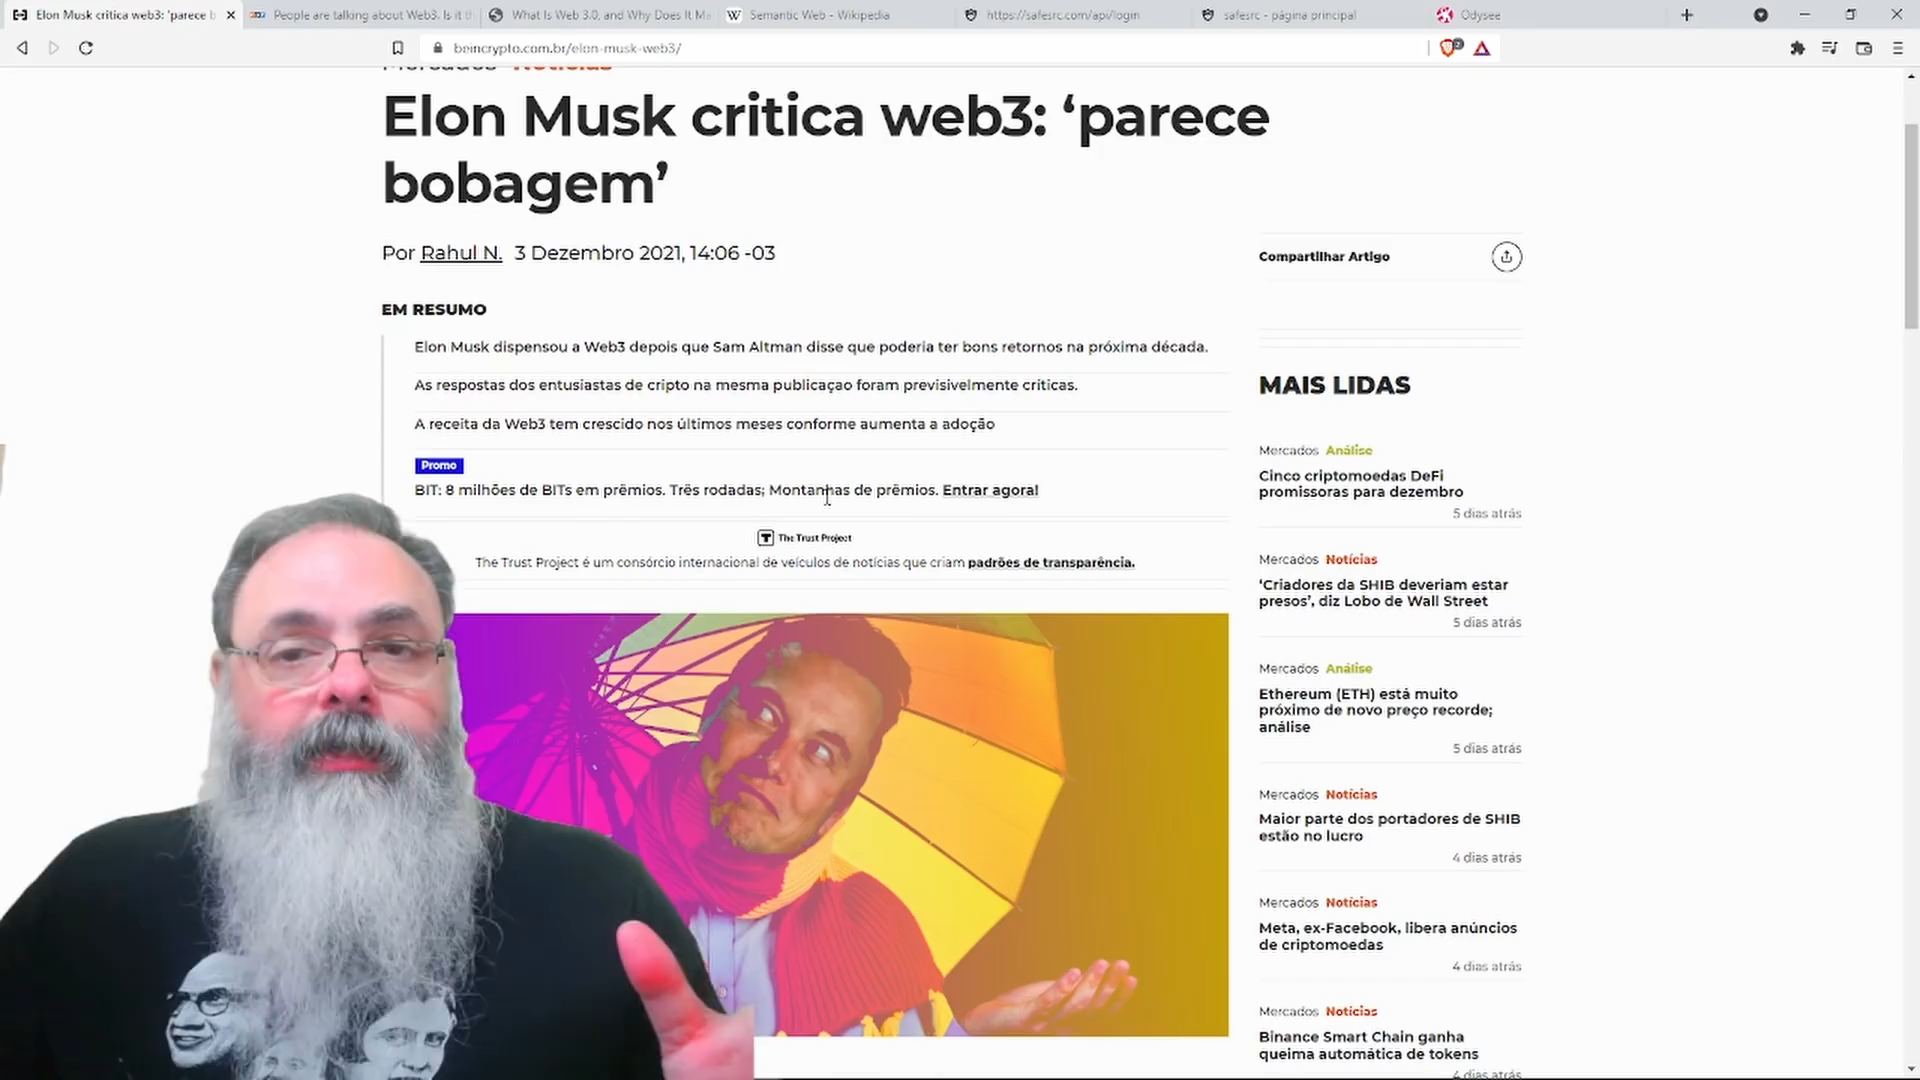 Elon Musk critica web3: 'parece b
People are talking about Web3. Is it th
What Is Web 3.0, and Why Does It Ma
Semantic Web - Wikipedia
https://safesrc.com/api/login
safesrc - página principal
Odysee
beincrypto.com.br/elon-musk-web3/
Mercados Notícias
Elon Musk critica web3: ‘parece
bobagem’
Por Rahul N. 3 Dezembro 2021, 14:06 -03
Compartilhar Artigo
EM RESUMO
Elon Musk dispensou a Web3 depois que Sam Altman disse que poderia ter bons retornos na próxima década.
As respostas dos entusiastas de cripto na mesma publicaçao foram previsivelmente críticas.
A receita da Web3 tem crescido nos últimos meses conforme aumenta a adoção
Promo
BIT: 8 milhões de BITs em prêmios. Três rodadas; Montanhas de prêmios. Entrar agora!
The Trust Project
The Trust Project é um consórcio internacional de veículos de notícias que criam padrões de transparência.
MAIS LIDAS
Mercados Análise
Cinco criptomoedas DeFi
promissoras para dezembro
5 dias atrás
Mercados Notícias
‘Criadores da SHIB deveriam estar
presos’, diz Lobo de Wall Street
5 dias atrás
Mercados Análise
Ethereum (ETH) está muito
próximo de novo preço recorde;
análise
5 dias atrás
Mercados Notícias
Maior parte dos portadores de SHIB
estão no lucro
4 dias atrás
Mercados Notícias
Meta, ex-Facebook, libera anúncios
de criptomoedas
4 dias atrás
Mercados Notícias
Binance Smart Chain ganha
queima automática de tokens
4 dias atrás